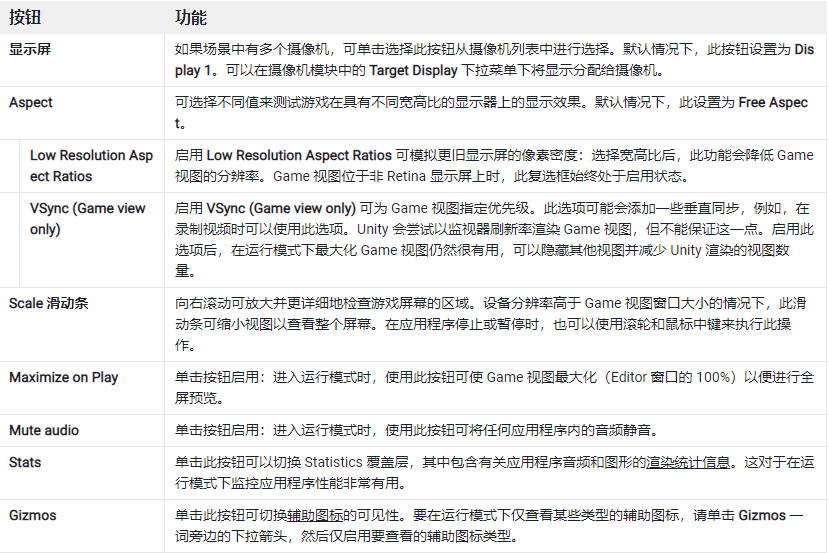 按钮 功能
显示屏 如果场景中有多个摄像机，可单击选择此按钮从摄像机列表中进行选择。默认情况下，此按钮设置为 Dis
play 1。可以在摄像机模块中的 Target Display 下拉菜单下将显示分配给摄像机。
Aspect 可选择不同值来测试游戏在具有不同宽高比的显示器上的显示效果。默认情况下，此设置为 Free Aspec
t。
Low Resolution Asp 启用 Low Resolution Aspect Ratios 可模拟更旧显示屏的像素密度：选择宽高比后，此功能会降低 Game
ect Ratios 视图的分辨率。Game 视图位于非 Retina 显示屏上时，此复选框始终处于启用状态。
VSync (Game view 启用 VSync (Game view only) 可为 Game 视图指定优先级。此选项可能会添加一些垂直同步，例如，在
only) 录制视频时可以使用此选项。Unity 会尝试以监视器刷新率渲染 Game 视图，但不能保证这一点。启用此
选项后，在运行模式下最大化 Game 视图仍然很有用，可以隐藏其他视图并减少 Unity 渲染的视图数
量。
Scale 滑动条 向右滚动可放大并更详细地检查游戏屏幕的区域。设备分辨率高于 Game 视图窗口大小的情况下，此滑
动条可缩小视图以查看整个屏幕。在应用程序停止或暂停时，也可以使用滚轮和鼠标中键来执行此操
作。
Maximize on Play 单击按钮启用：进入运行模式时，使用此按钮可使 Game 视图最大化（Editor 窗口的 100%）以便进行全
屏预览。
Mute audio 单击按钮启用：进入运行模式时，使用此按钮可将任何应用程序内的音频静音。
Stats 单击此按钮可以切换 Statistics 覆盖层，其中包含有关应用程序音频和图形的渲染统计信息。这对于在运
行模式下监控应用程序性能非常有用。
Gizmos 单击此按钮可切换辅助图标的可见性。要在运行模式下仅查看某些类型的辅助图标，请单击 Gizmos 一
词旁边的下拉箭头，然后仅启用要查看的辅助图标类型。